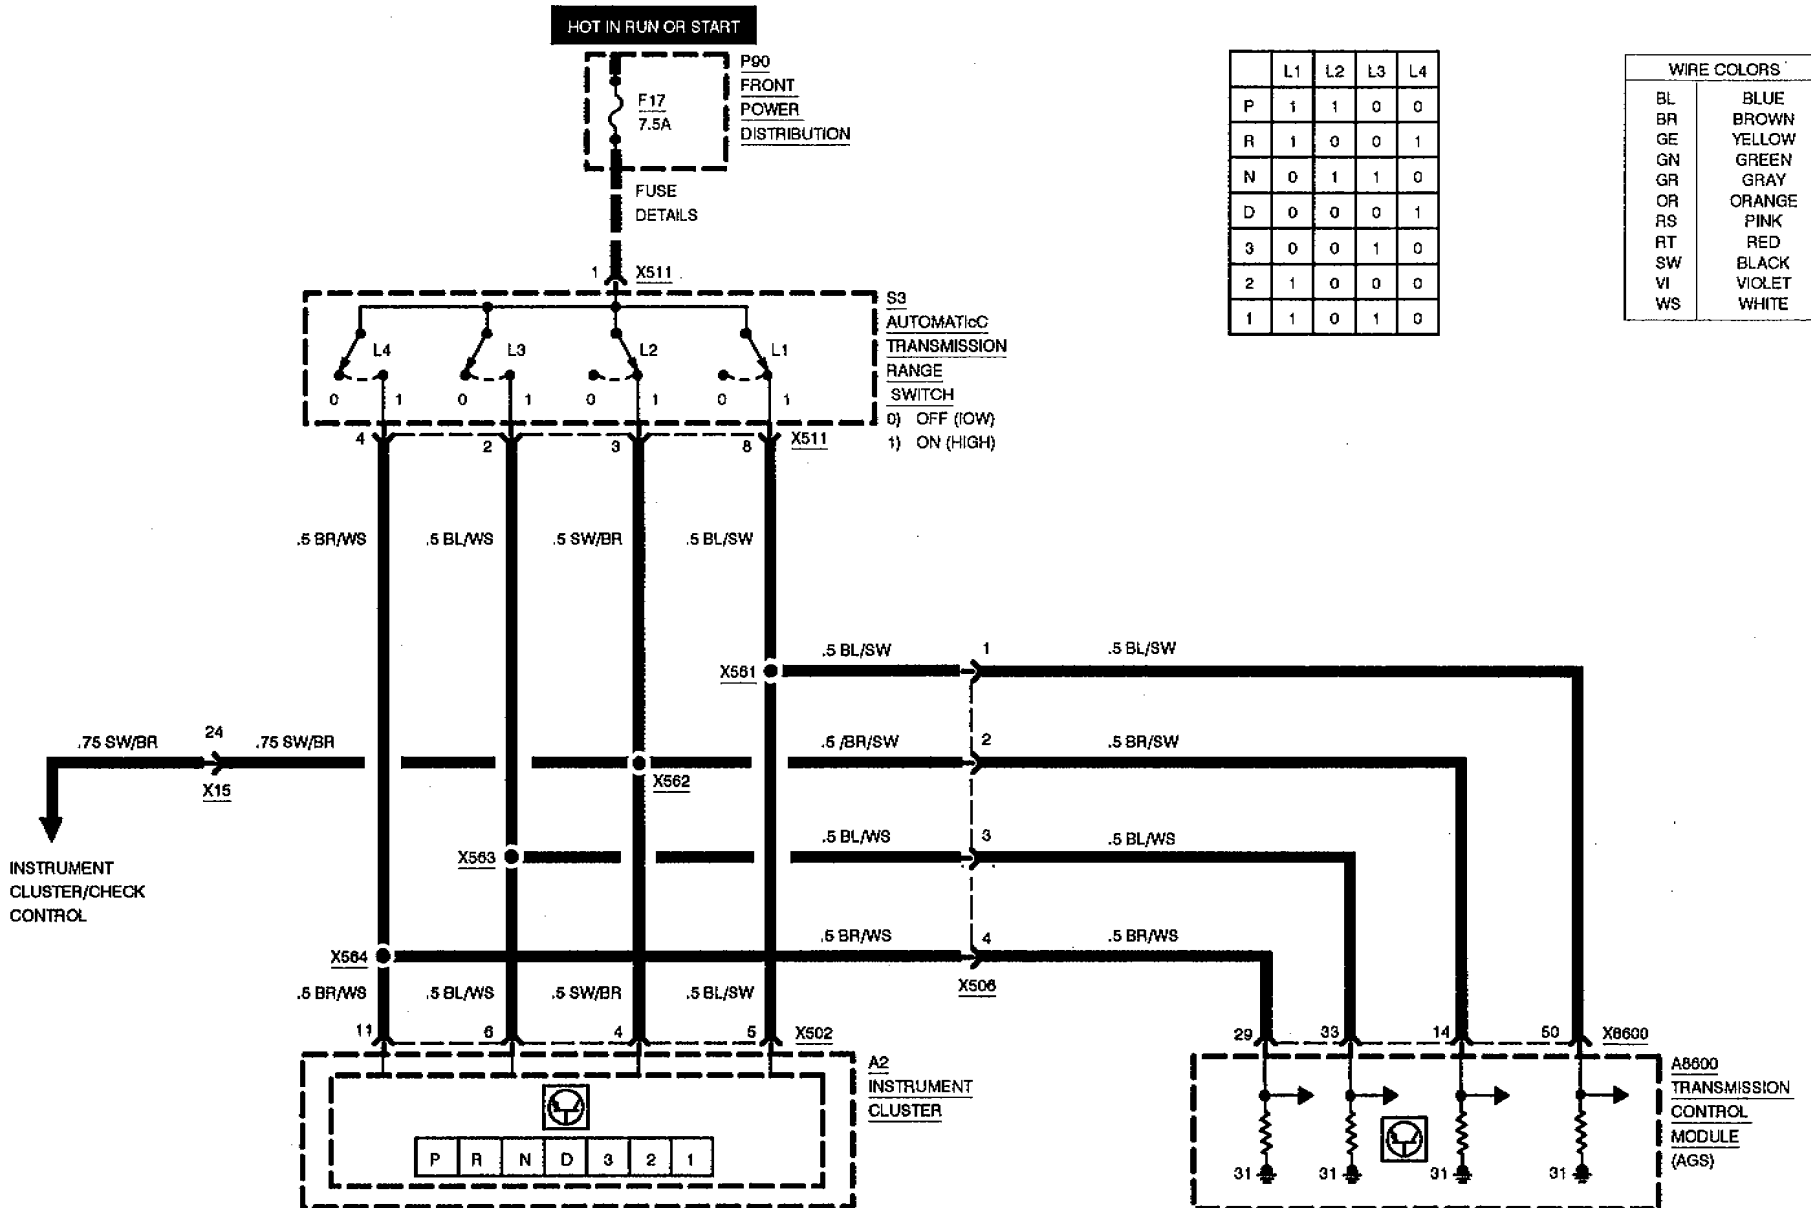 HOT IN RUN OR START
P90
FRONT
POWER
DISTRIBUTION
F17
7.5A
FUSE
DETAILS
L1 L2 L3 L4
P 1 1 0 0
R 1 0 0 1
N 0 1 1 0
D 0 0 0 1
3 0 0 1 0
2 1 0 0 0
1 1 0 1 0
WIRE COLORS
BL BLUE
BR BROWN
GE YELLOW
GN GREEN
GR GRAY
OR ORANGE
RS PINK
RT RED
SW BLACK
VI VIOLET
WS WHITE
1 X511
S3
AUTOMATIcC
TRANSMISSION
RANGE
SWITCH
0) OFF (lOW)
1) ON (HIGH)
L4 L3 L2 L1
0 1 0 1 0 1 0 1
4 2 3 8 X511
.5 BR/WS .5 BL/WS .5 SW/BR .5 BL/SW
X561 .5 BL/SW 1 .5 BL/SW
.75 SW/BR 24 .75 SW/BR .5 /BR/SW 2 .5 BR/SW
X15 X562
X563 .5 BL/WS 3 .5 BL/WS
INSTRUMENT
CLUSTER/CHECK
CONTROL
X564 .5 BR/WS 4 .5 BR/WS
X506
.5 BR/WS .5 BL/WS .5 SW/BR .5 BL/SW
11 6 4 5 X502
29 33 14 50 X8600
A2
INSTRUMENT
CLUSTER
P R N D 3 2 1
A8600
TRANSMISSION
CONTROL
MODULE
(AGS)
31 31 31 31